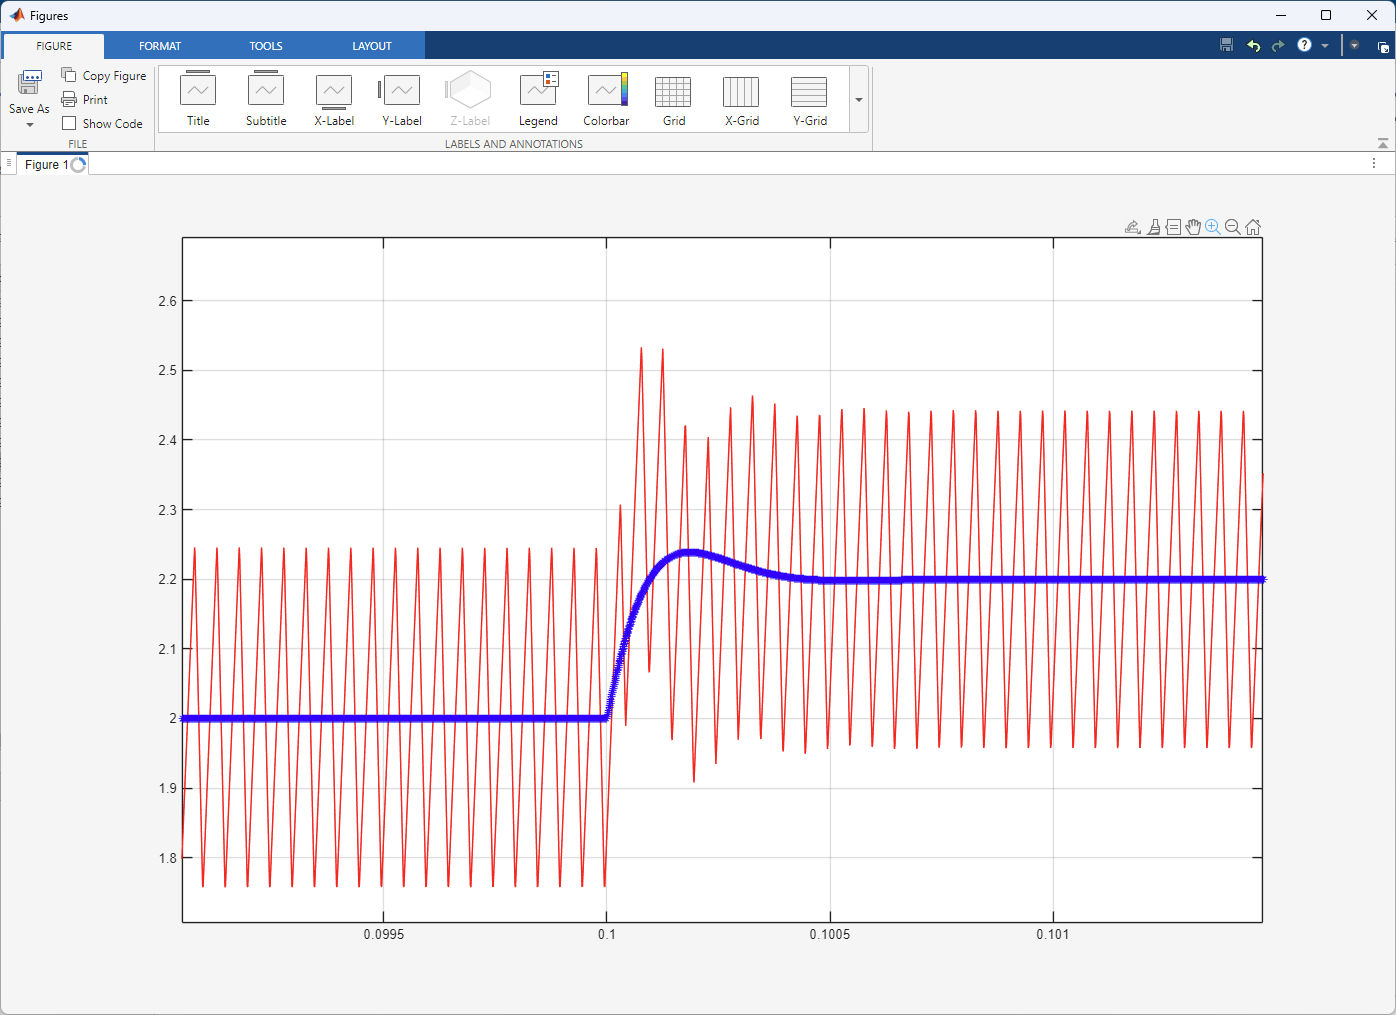 Figures
FIGURE FORMAT TOOLS LAYOUT
?
Save As
Copy Figure
Print
Show Code
FILE
Title Subtitle X-Label Y-Label Z-Label Legend Colorbar Grid X-Grid Y-Grid
LABELS AND ANNOTATIONS
Figure 1
2.6
2.5
2.4
2.3
2.2
2.1
2
1.9
1.8
0.0995 0.1 0.1005 0.101